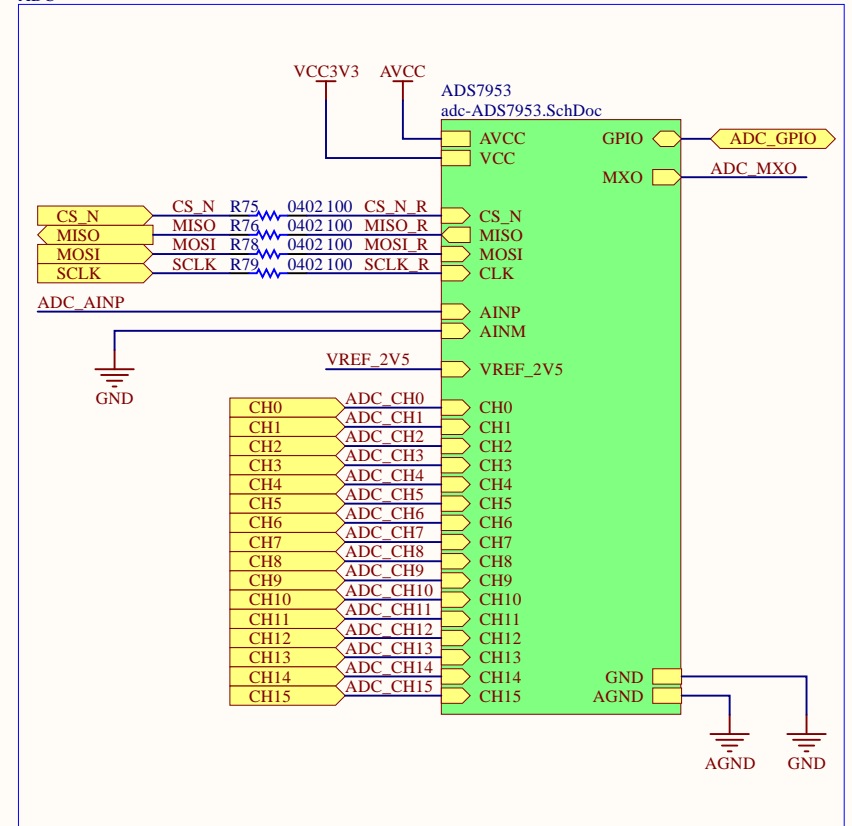 VCC3V3 AVCC
ADS7953
adc-ADS7953.SchDoc
AVCC GPIO ADC_GPIO
VCC
MXO ADC_MXO
CS_N CS_N R75 0402 100 CS_N_R CS_N
MISO MISO R76 0402 100 MISO_R MISO
MOSI MOSI R78 0402 100 MOSI_R MOSI
SCLK SCLK R79 0402 100 SCLK_R CLK
ADC_AINP AINP
AINM
GND
VREF_2V5 VREF_2V5
CH0 ADC_CH0 CH0
CH1 ADC_CH1 CH1
CH2 ADC_CH2 CH2
CH3 ADC_CH3 CH3
CH4 ADC_CH4 CH4
CH5 ADC_CH5 CH5
CH6 ADC_CH6 CH6
CH7 ADC_CH7 CH7
CH8 ADC_CH8 CH8
CH9 ADC_CH9 CH9
CH10 ADC_CH10 CH10
CH11 ADC_CH11 CH11
CH12 ADC_CH12 CH12
CH13 ADC_CH13 CH13
CH14 ADC_CH14 CH14 GND
CH15 ADC_CH15 CH15 AGND
AGND GND